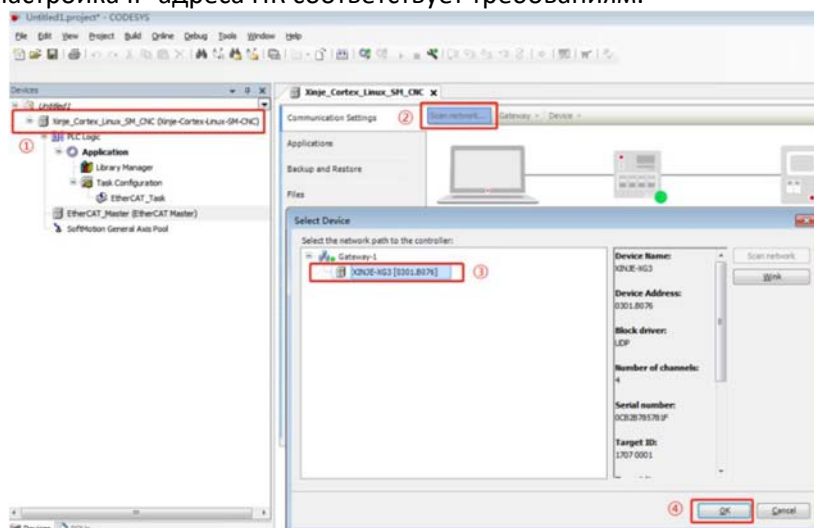 настройка IP-адреса ПК соответствует требованиям.
Untitled1.project* - CODESYS
File Edit View Project Build Online Debug Tools Window Help
Devices
Xinje_Cortex_Linux_SM_CNC X
Untitled1
Xinje_Cortex_Linux_SM_CNC (Xinje-Cortex-Linux-SM-CNC)
①
PLC Logic
Application
Library Manager
Task Configuration
EtherCAT_Task
EtherCAT_Master (EtherCAT Master)
SoftMotion General Axis Pool
Communication Settings
②
Scan network...
Gateway
Device
Applications
Backup and Restore
Files
Select Device
Select the network path to the controller:
Gateway-1
XINJE-XG3 [0301.B076]
③
Device Name:
XINJE-XG3
Device Address:
0301.B076
Block driver:
UDP
Number of channels:
4
Serial number:
Target ID:
1707 0001
Scan network
Wink
④
OK
Cancel
Devices
POUs